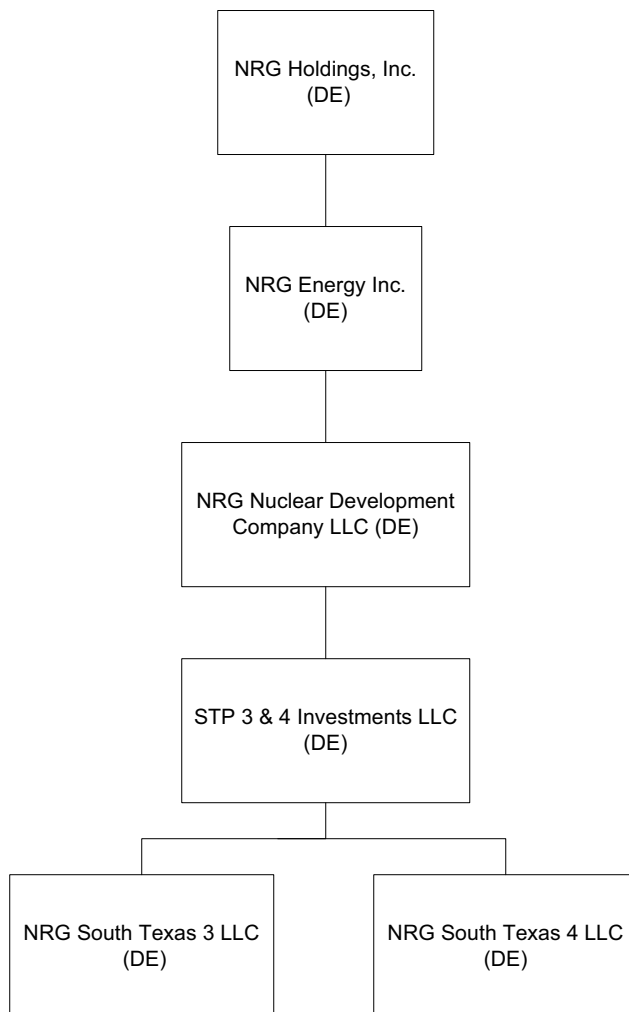 NRG Holdings, Inc.
(DE)
NRG Energy Inc.
(DE)
NRG Nuclear Development
Company LLC (DE)
STP 3 & 4 Investments LLC
(DE)
NRG South Texas 3 LLC
(DE)
NRG South Texas 4 LLC
(DE)